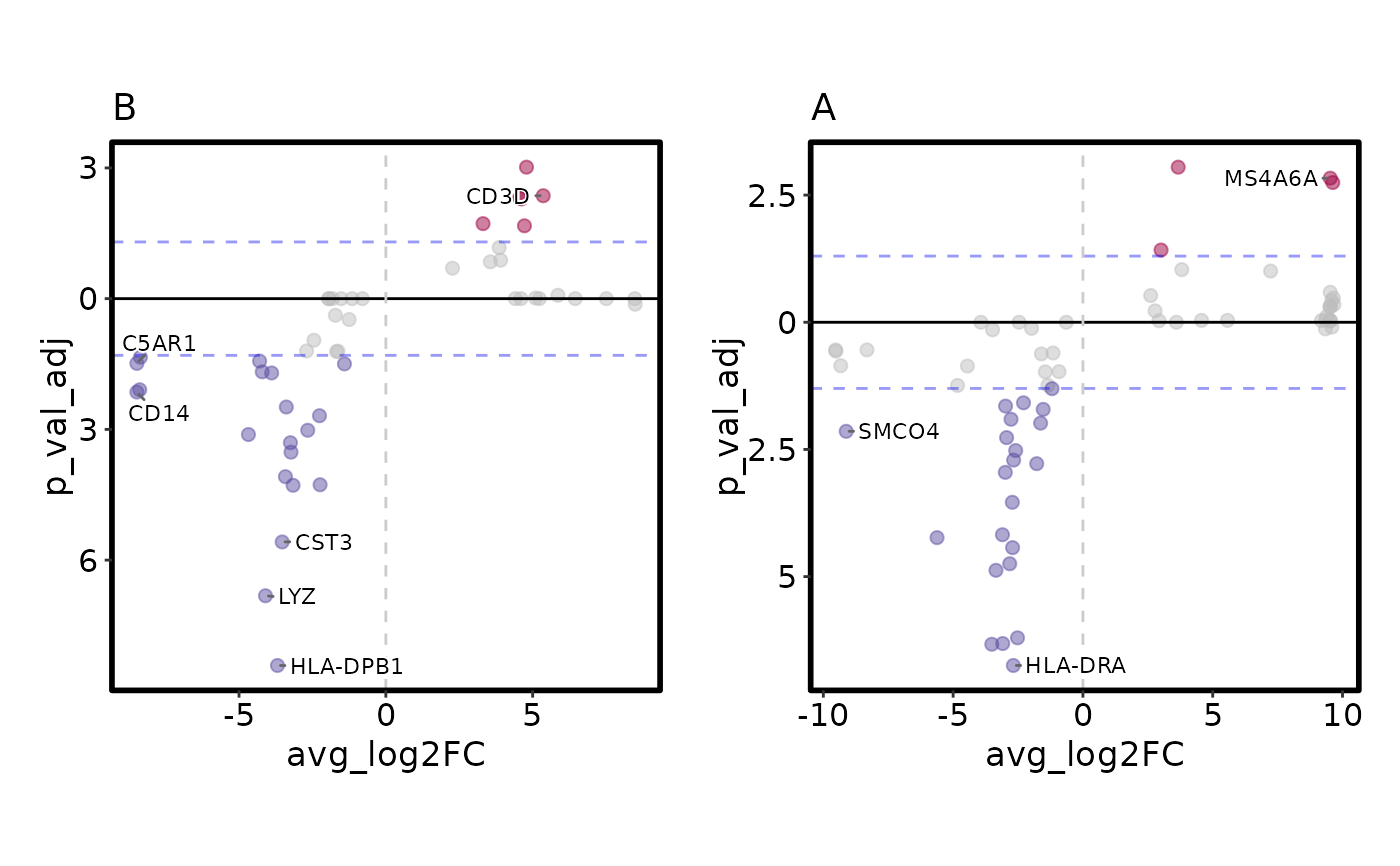 B
3
CD3D
0
C5AR1
CD14
3
CST3
6
LYZ
HLA-DPB1
-5
0
5
avg_log2FC
p_val_adj
A
MS4A6A
2.5
0
SMCO4
2.5
5
HLA-DRA
-10
-5
0
5
10
avg_log2FC
p_val_adj